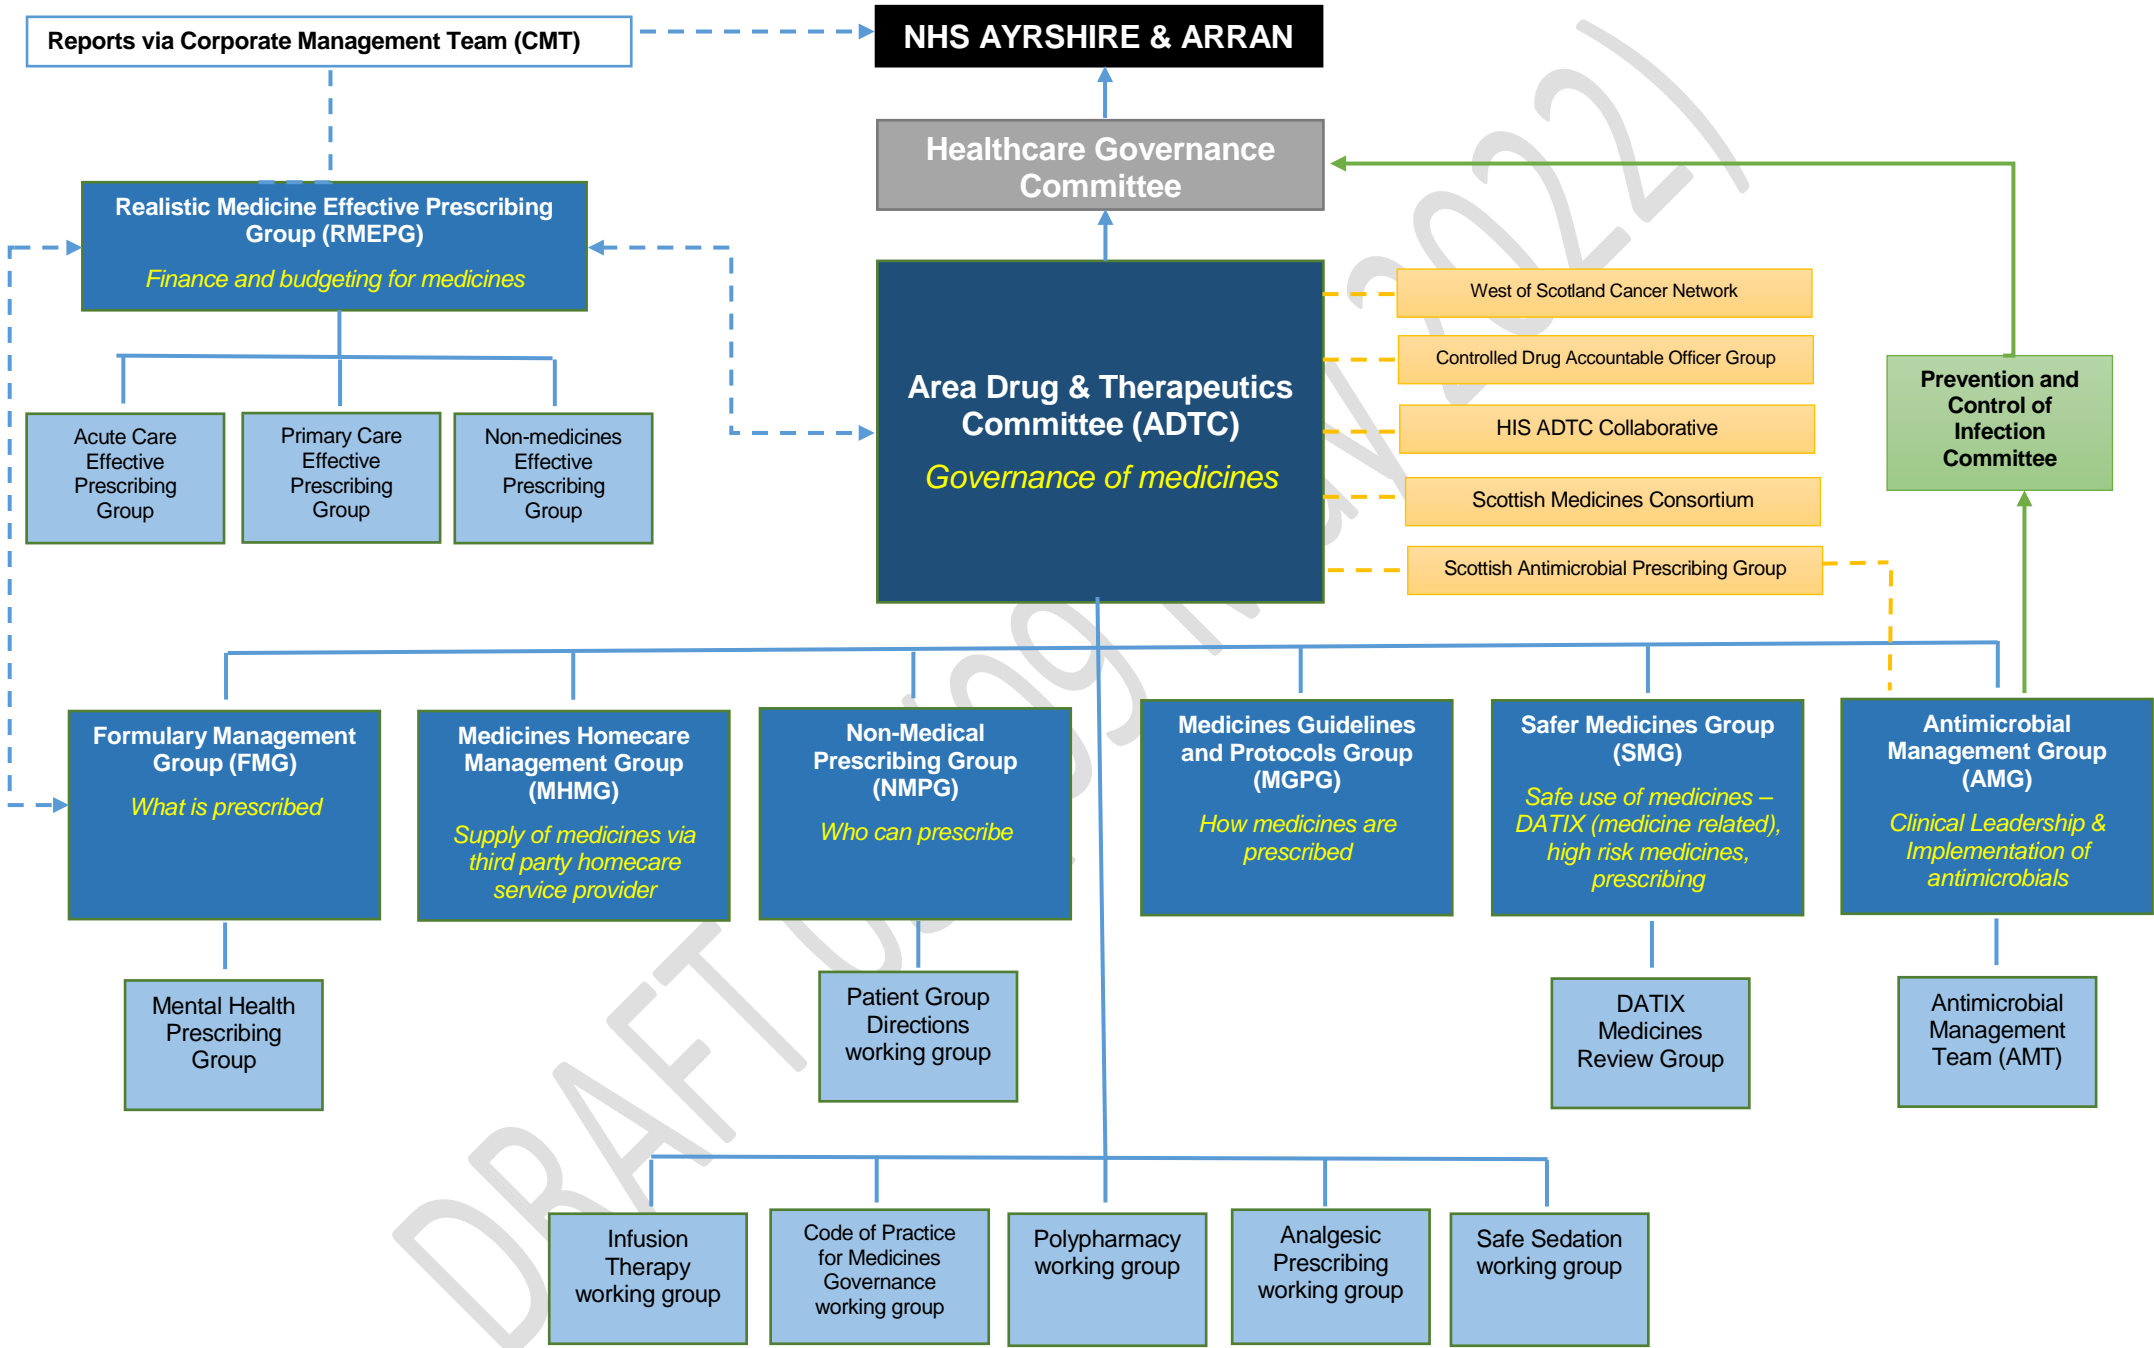 Reports via Corporate Management Team (CMT)
NHS AYRSHIRE & ARRAN
Healthcare Governance
Committee
Realistic Medicine Effective Prescribing
Group (RMEPG)
Finance and budgeting for medicines
Acute Care
Effective
Prescribing
Group
Primary Care
Effective
Prescribing
Group
Non-medicines
Effective
Prescribing
Group
Area Drug & Therapeutics
Committee (ADTC)
Governance of medicines
West of Scotland Cancer Network
Controlled Drug Accountable Officer Group
HIS ADTC Collaborative
Scottish Medicines Consortium
Scottish Antimicrobial Prescribing Group
Prevention and
Control of
Infection
Committee
Formulary Management
Group (FMG)
What is prescribed
Medicines Homecare
Management Group
(MHMG)
Supply of medicines via
third party homecare
service provider
Non-Medical
Prescribing Group
(NMPG)
Who can prescribe
Medicines Guidelines
and Protocols Group
(MGPG)
How medicines are
prescribed
Safer Medicines Group
(SMG)
Safe use of medicines –
DATIX (medicine related),
high risk medicines,
prescribing
Antimicrobial
Management Group
(AMG)
Clinical Leadership &
Implementation of
antimicrobials
Mental Health
Prescribing
Group
Patient Group
Directions
working group
DATIX
Medicines
Review Group
Antimicrobial
Management
Team (AMT)
Infusion
Therapy
working group
Code of Practice
for Medicines
Governance
working group
Polypharmacy
working group
Analgesic
Prescribing
working group
Safe Sedation
working group
DRAFT 2022)